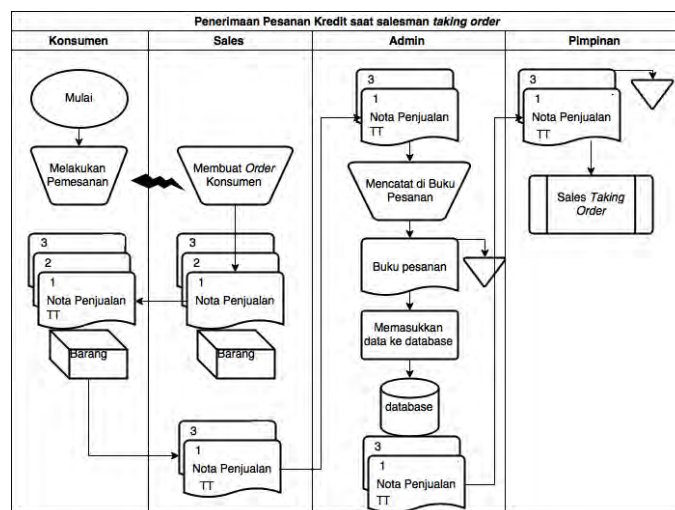 Penerimaan Pesanan Kredit saat salesman taking order
Konsumen
Sales
Admin
Pimpinan
Mulai
Melakukan
Pemesanan
3
2
1
Nota Penjualan
TT
Barang
Membuat Order
Konsumen
3
2
1
Nota Penjualan
Barang
3
1
Nota Penjualan
TT
3
1
Nota Penjualan
TT
Mencatat di Buku
Pesanan
Buku pesanan
Memasukkan
data ke database
database
3
1
Nota Penjualan
TT
3
1
Nota Penjualan
TT
Sales Taking
Order